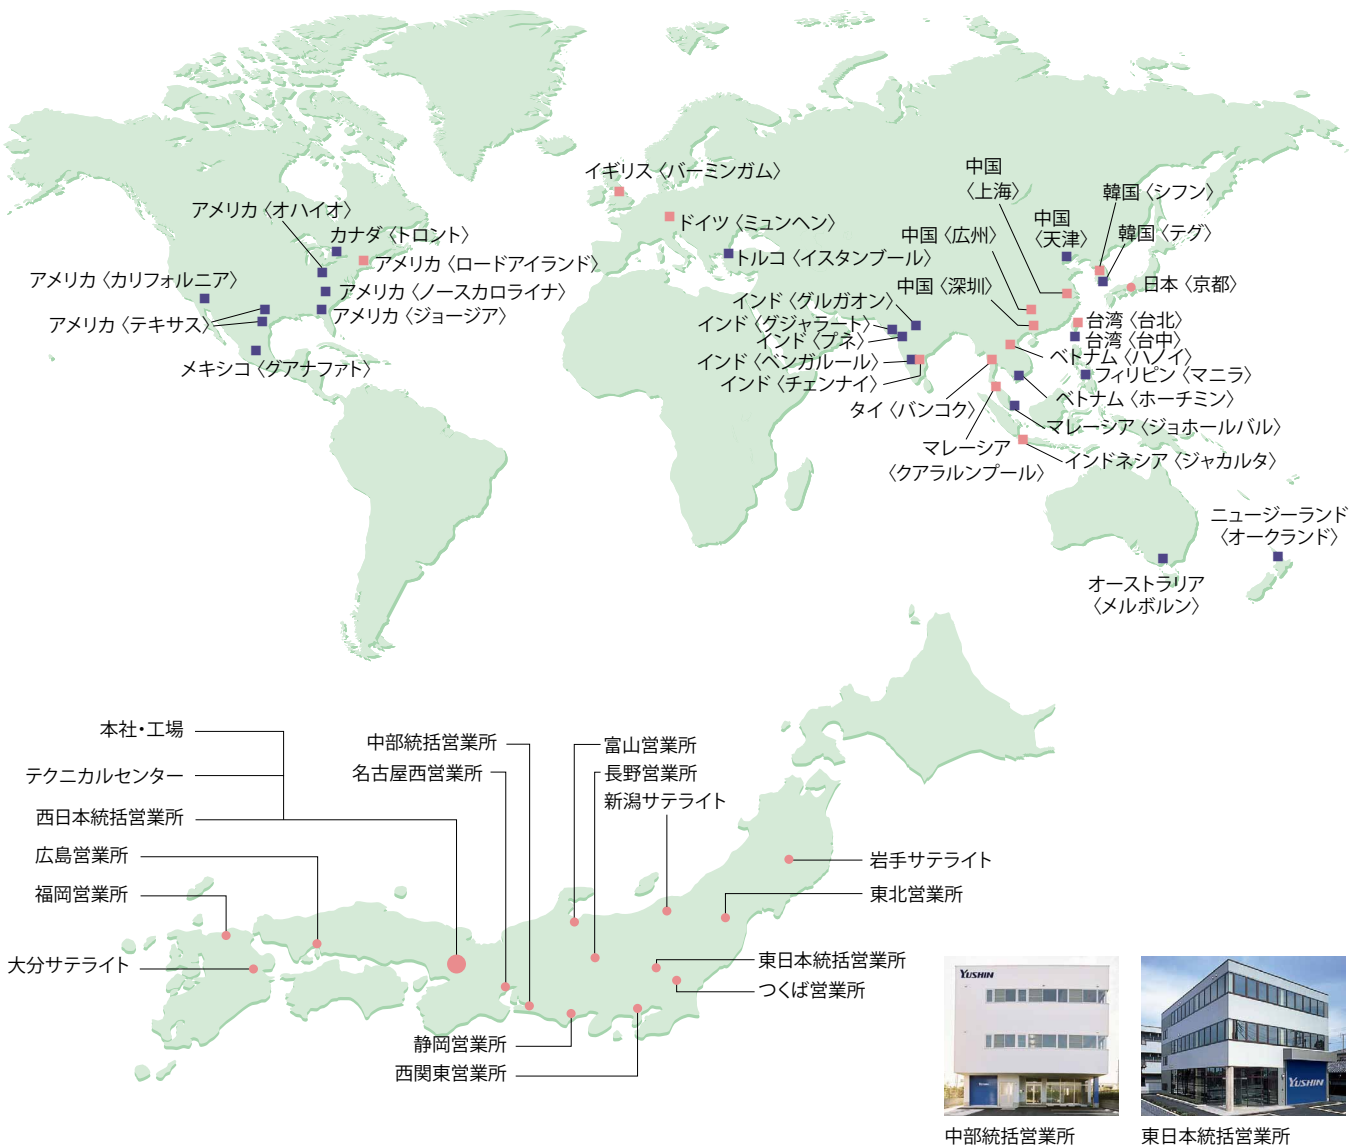 イギリス〈バーミンガム〉
中国
〈上海〉
韓国〈シフン〉
アメリカ〈オハイオ〉
ドイツ〈ミュンヘン〉
中国
〈天津〉
カナダ〈トロント〉
中国〈広州〉
韓国〈テグ〉
アメリカ〈ロードアイランド〉
トルコ〈イスタンブール〉
アメリカ〈カリフォルニア〉
中国〈深圳〉
日本〈京都〉
アメリカ〈ノースカロライナ〉
インド〈グルガオン〉
アメリカ〈ジョージア〉
アメリカ〈テキサス〉
インド〈グジャラート〉
台湾〈台北〉
インド〈プネ〉
台湾〈台中〉
インド〈ベンガルール〉
ベトナム〈ハノイ〉
メキシコ〈グアナファト〉
インド〈チェンナイ〉
フィリピン〈マニラ〉
タイ〈バンコク〉
ベトナム〈ホーチミン〉
マレーシア〈ジョホールバル〉
マレーシア
〈クアラルンプール〉
インドネシア〈ジャカルタ〉
ニュージーランド
〈オークランド〉
オーストラリア
〈メルボルン〉
本社・工場
テクニカルセンター
西日本統括営業所
広島営業所
福岡営業所
大分サテライト
中部統括営業所
名古屋西営業所
富山営業所
長野営業所
新潟サテライト
岩手サテライト
東北営業所
東日本統括営業所
つくば営業所
静岡営業所
西関東営業所
YUSHIN
YUSHIN
中部統括営業所
東日本統括営業所